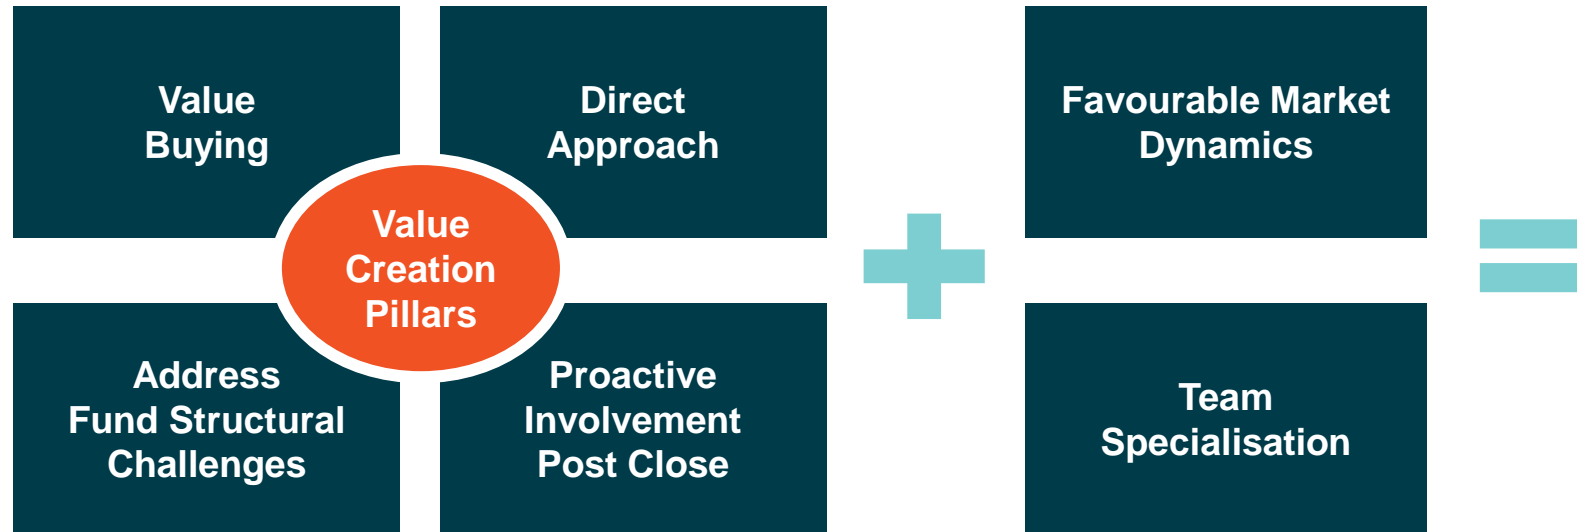 Value
Buying
Direct
Approach
Value
Creation
Pillars
Address
Fund Structural
Challenges
Proactive
Involvement
Post Close
Favourable Market
Dynamics
Team
Specialisation